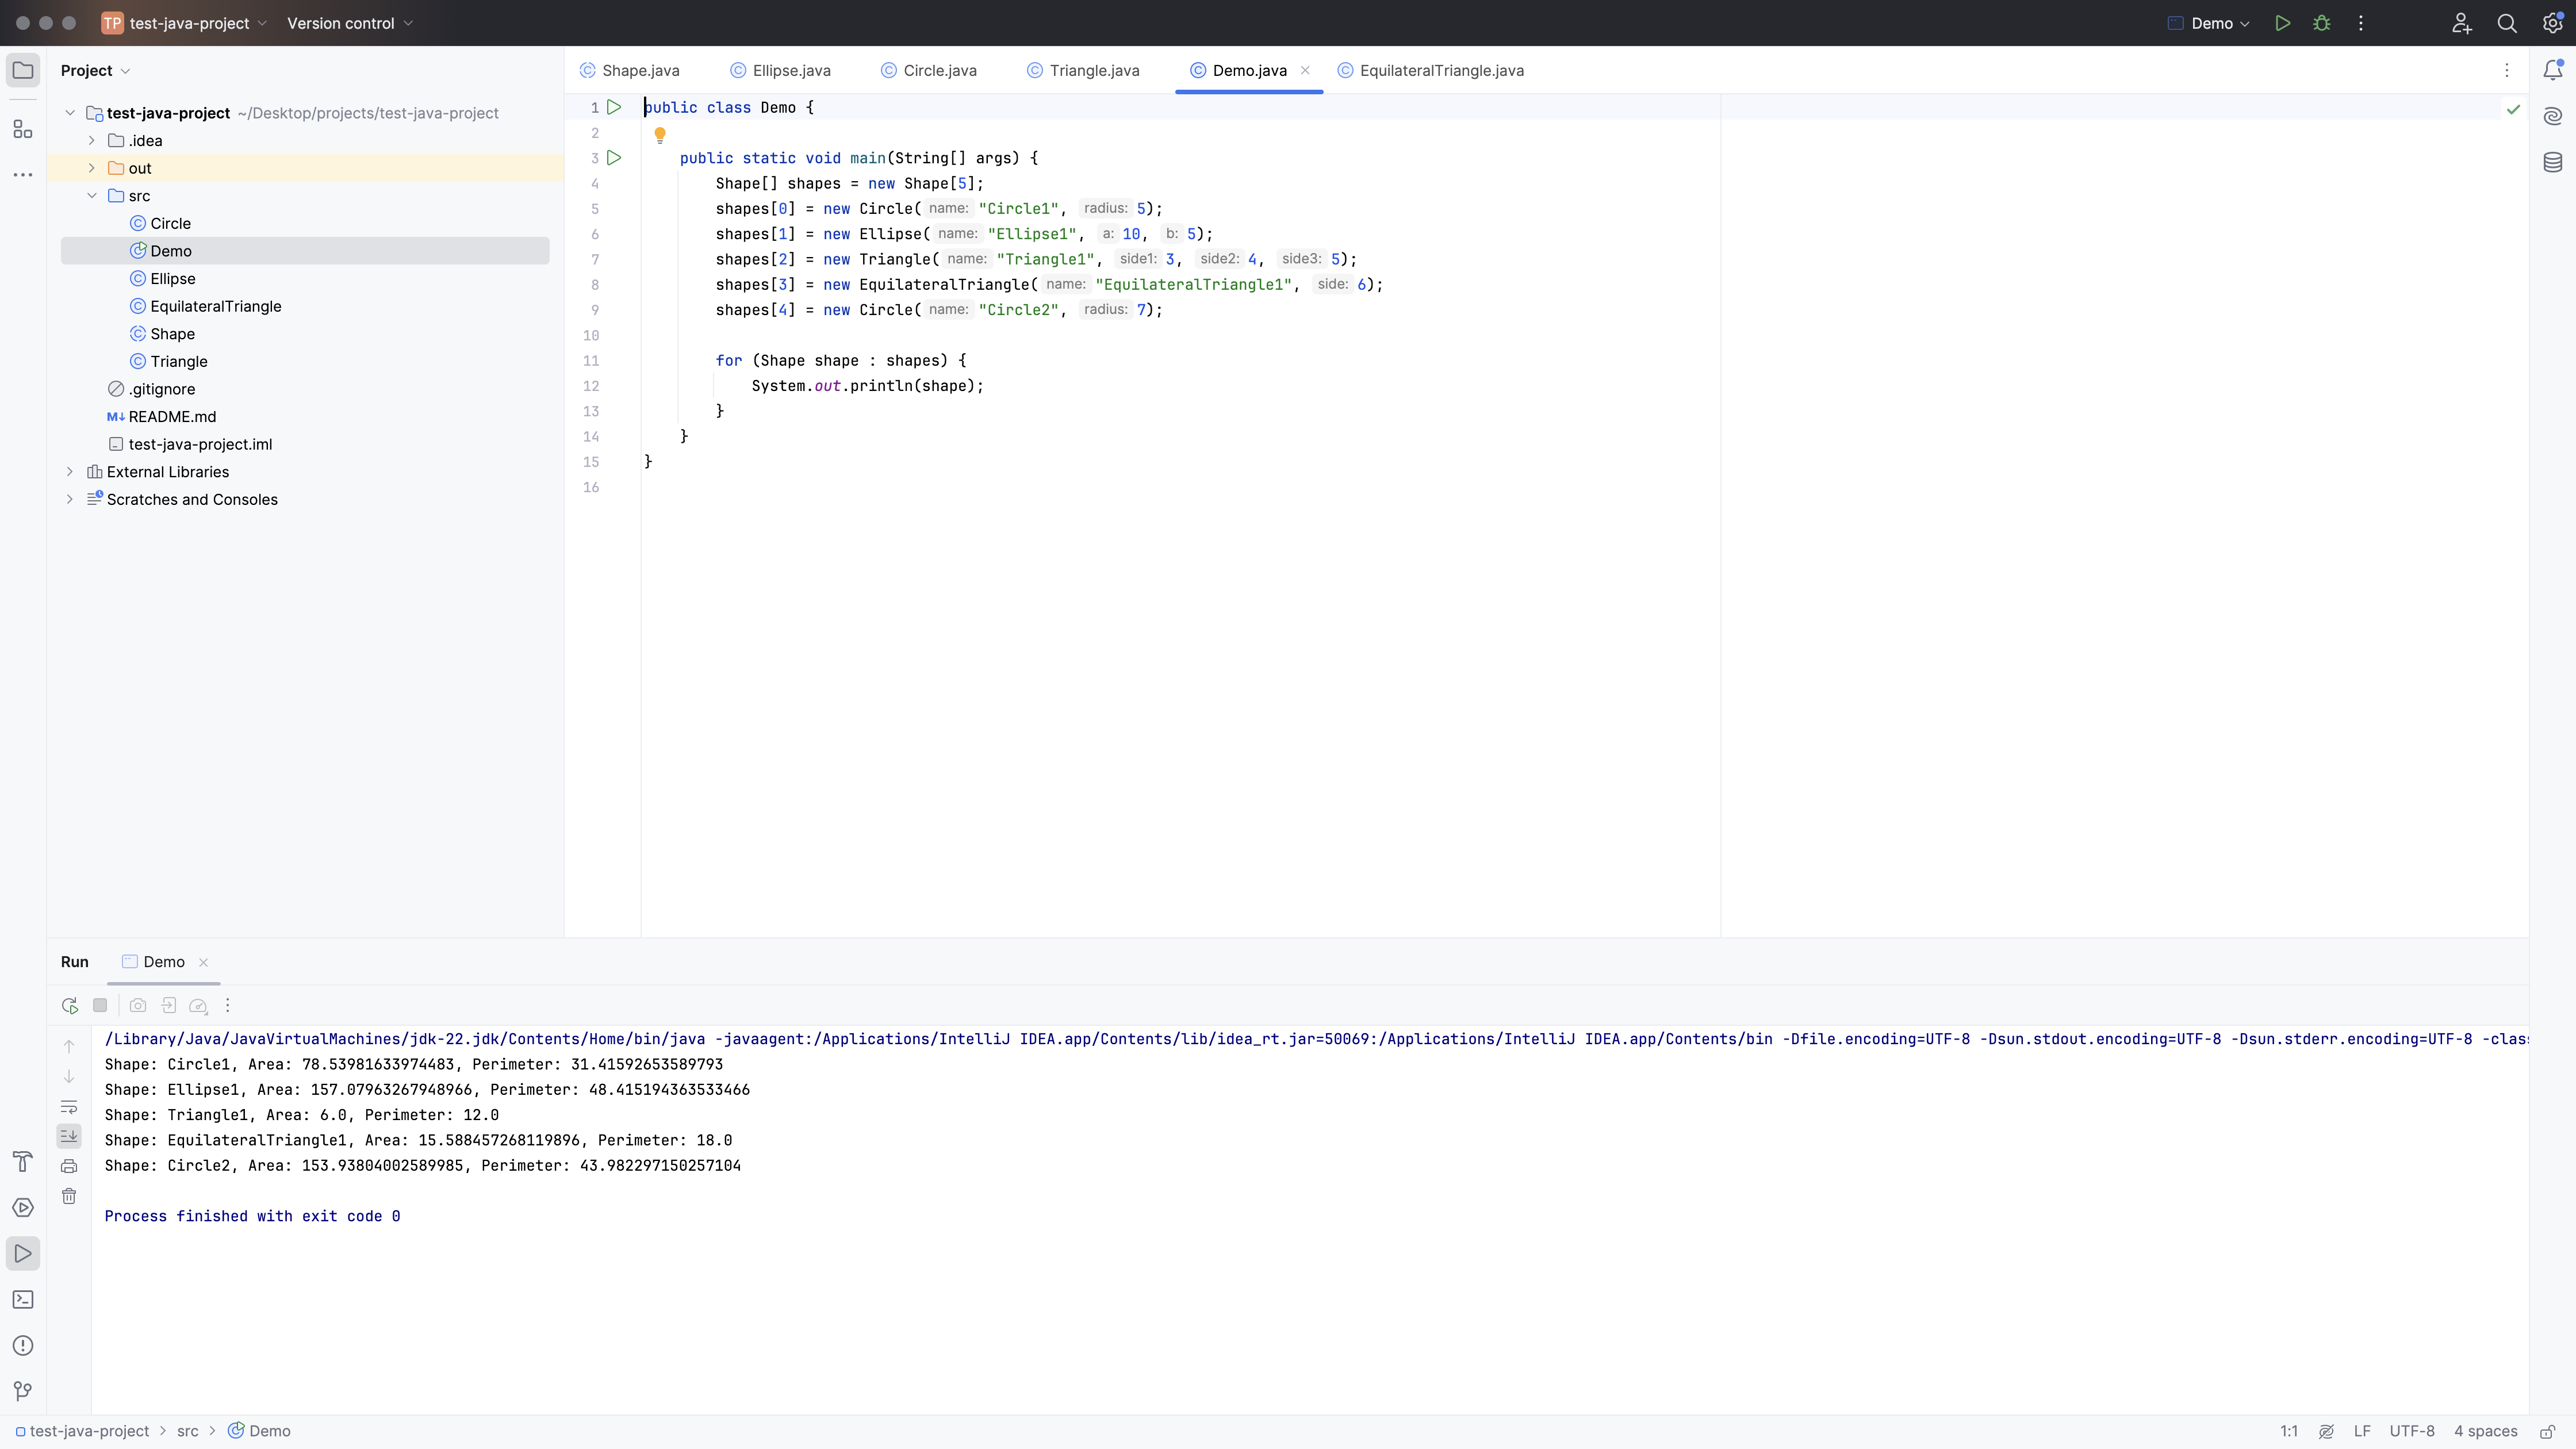 TP test-java-project Version control Demo
Project
test-java-project ~/Desktop/projects/test-java-project
.idea
out
src
Circle
Demo
Ellipse
EquilateralTriangle
Shape
Triangle
.gitignore
M↓ README.md
test-java-project.iml
External Libraries
Scratches and Consoles
Shape.java Ellipse.java Circle.java Triangle.java Demo.java EquilateralTriangle.java
1 public class Demo {
2
3 public static void main(String[] args) {
4 Shape[] shapes = new Shape[5];
5 shapes[0] = new Circle( name: "Circle1", radius: 5);
6 shapes[1] = new Ellipse( name: "Ellipse1", a: 10, b: 5);
7 shapes[2] = new Triangle( name: "Triangle1", side1: 3, side2: 4, side3: 5);
8 shapes[3] = new EquilateralTriangle( name: "EquilateralTriangle1", side: 6);
9 shapes[4] = new Circle( name: "Circle2", radius: 7);
10
11 for (Shape shape : shapes) {
12 System.out.println(shape);
13 }
14 }
15 }
16
Run Demo
/Library/Java/JavaVirtualMachines/jdk-22.jdk/Contents/Home/bin/java -javaagent:/Applications/IntelliJ IDEA.app/Contents/lib/idea_rt.jar=50069:/Applications/IntelliJ IDEA.app/Contents/bin -Dfile.encoding=UTF-8 -Dsun.stdout.encoding=UTF-8 -Dsun.stderr.encoding=UTF-8 -clas
Shape: Circle1, Area: 78.53981633974483, Perimeter: 31.41592653589793
Shape: Ellipse1, Area: 157.07963267948966, Perimeter: 48.415194363533466
Shape: Triangle1, Area: 6.0, Perimeter: 12.0
Shape: EquilateralTriangle1, Area: 15.588457268119896, Perimeter: 18.0
Shape: Circle2, Area: 153.93804002589985, Perimeter: 43.982297150257104
Process finished with exit code 0
test-java-project > src > Demo 1:1 LF UTF-8 4 spaces